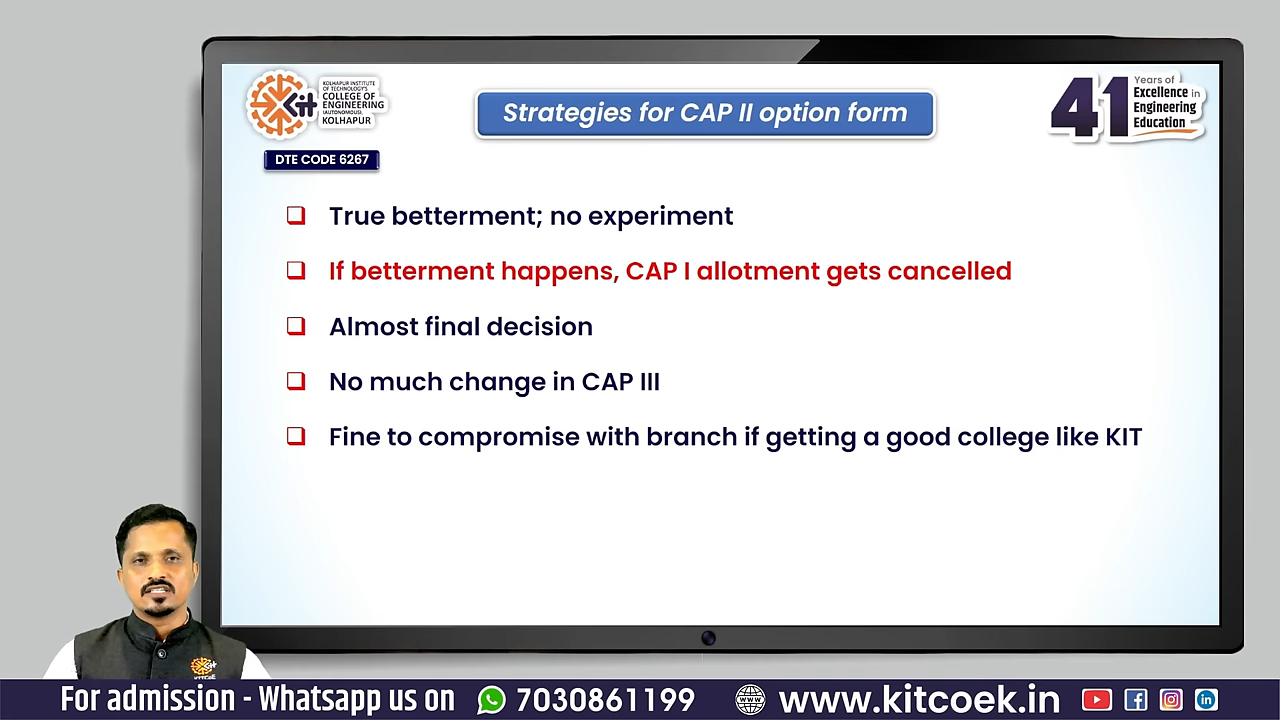 Kit
KOLHAPUR INSTITUTE
OF TECHNOLOGY'S
COLLEGE OF
ENGINEERING
(AUTONOMOUS),
KOLHAPUR
DTE CODE 6267
Strategies for CAP II option form
41
Years of
Excellence in
Engineering
Education
❑ True betterment; no experiment
❑ If betterment happens, CAP I allotment gets cancelled
❑ Almost final decision
❑ No much change in CAP III
❑ Fine to compromise with branch if getting a good college like KIT
For admission - Whatsapp us on 7030861199 www.kitcoek.in